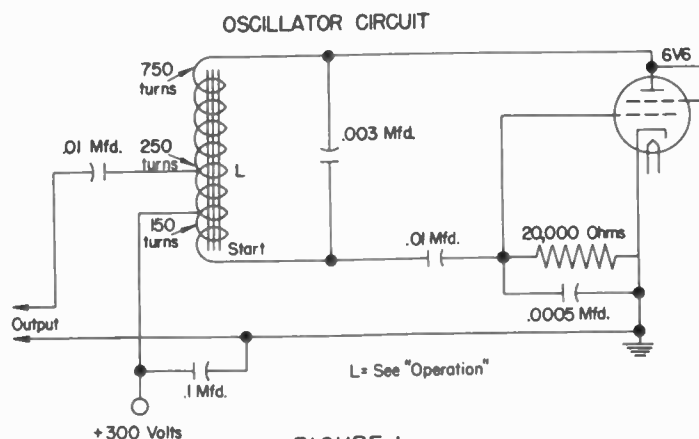 OSCILLATOR CIRCUIT
750
turns
6V6
.003 Mfd.
.01 Mfd.
250
turns
L
150
turns
Start
.01 Mfd.
20,000 Ohms
.0005 Mfd.
Output
.1 Mfd.
L= See "Operation"
+300 Volts